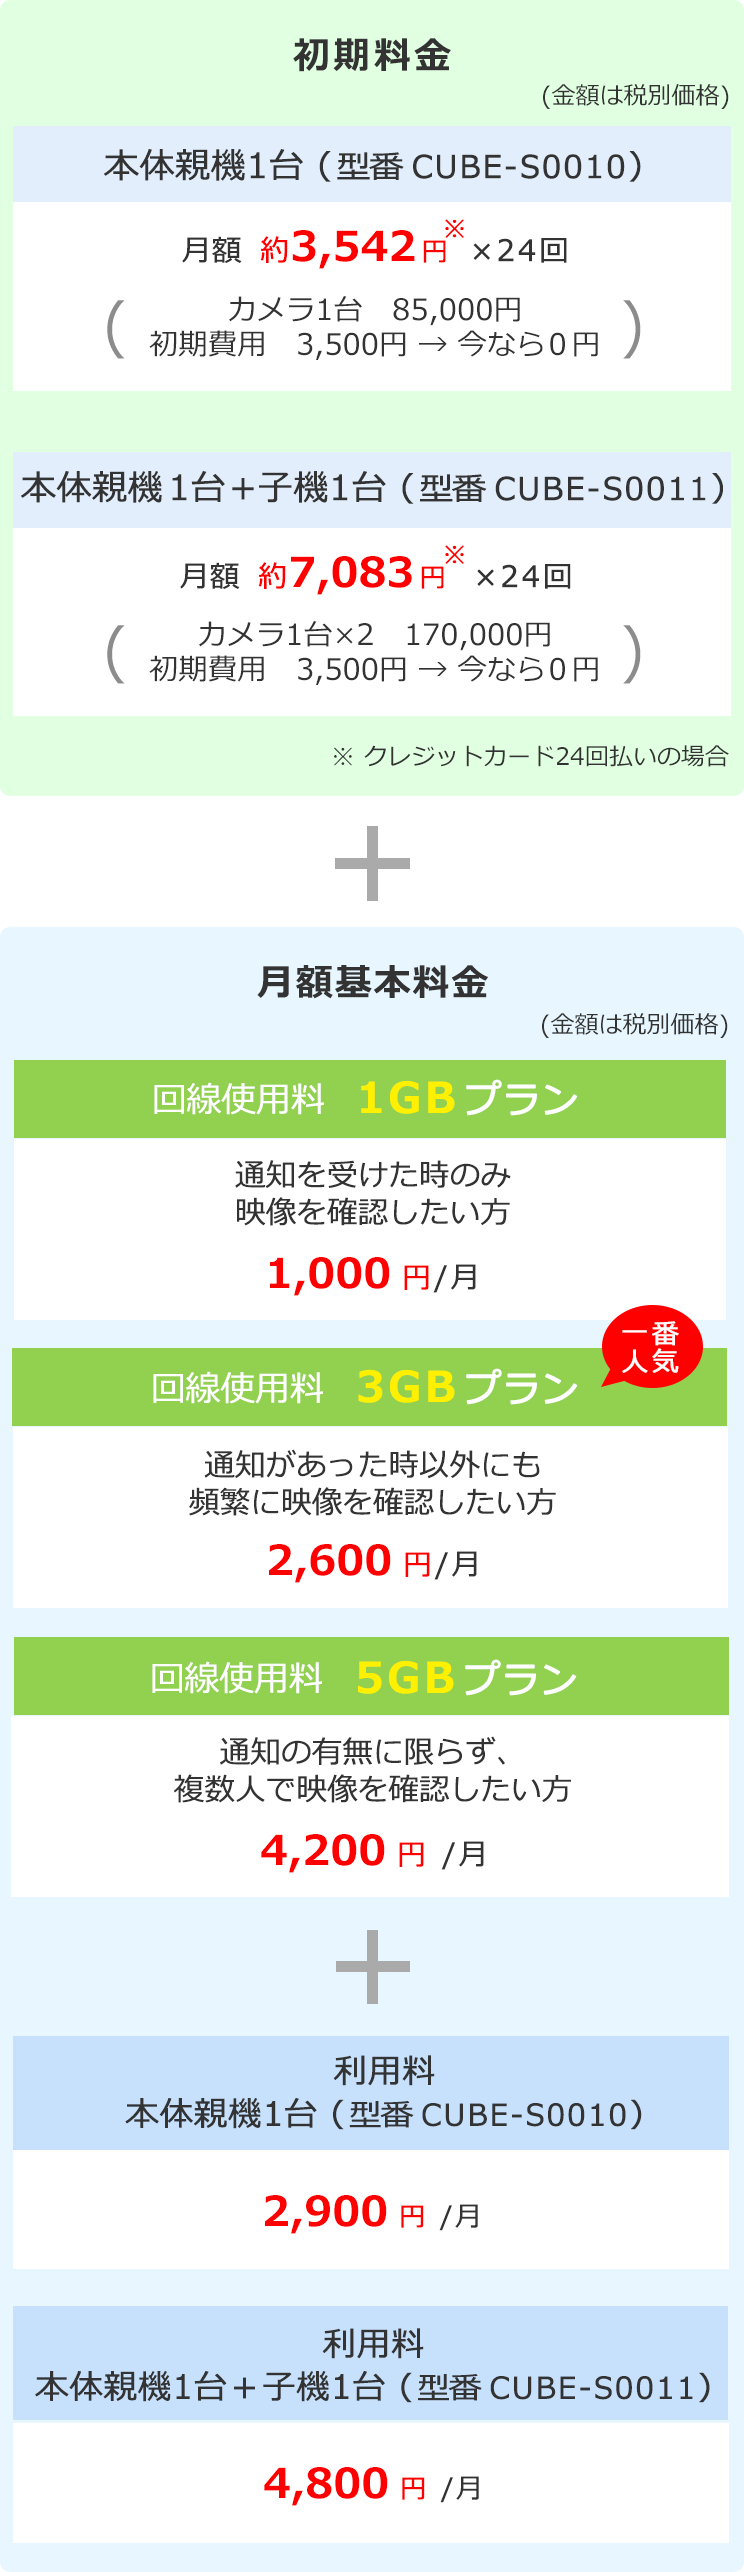 初期料金
(金額は税別価格)
本体親機1台（型番 CUBE-S0010）
月額 約3,542円※ ×24回
カメラ1台　85,000円
初期費用　3,500円 → 今なら０円
本体親機1台＋子機1台（型番 CUBE-S0011）
月額 約7,083円※ ×24回
カメラ1台×2　170,000円
初期費用　3,500円 → 今なら０円
※ クレジットカード24回払いの場合
＋
月額基本料金
(金額は税別価格)
回線使用料　1GBプラン
通知を受けた時のみ
映像を確認したい方
1,000 円/月
一番
人気
回線使用料　3GBプラン
通知があった時以外にも
頻繁に映像を確認したい方
2,600 円/月
回線使用料　5GBプラン
通知の有無に限らず、
複数人で映像を確認したい方
4,200 円 /月
＋
利用料
本体親機1台（型番 CUBE-S0010）
2,900 円 /月
利用料
本体親機1台＋子機1台（型番 CUBE-S0011）
4,800 円 /月